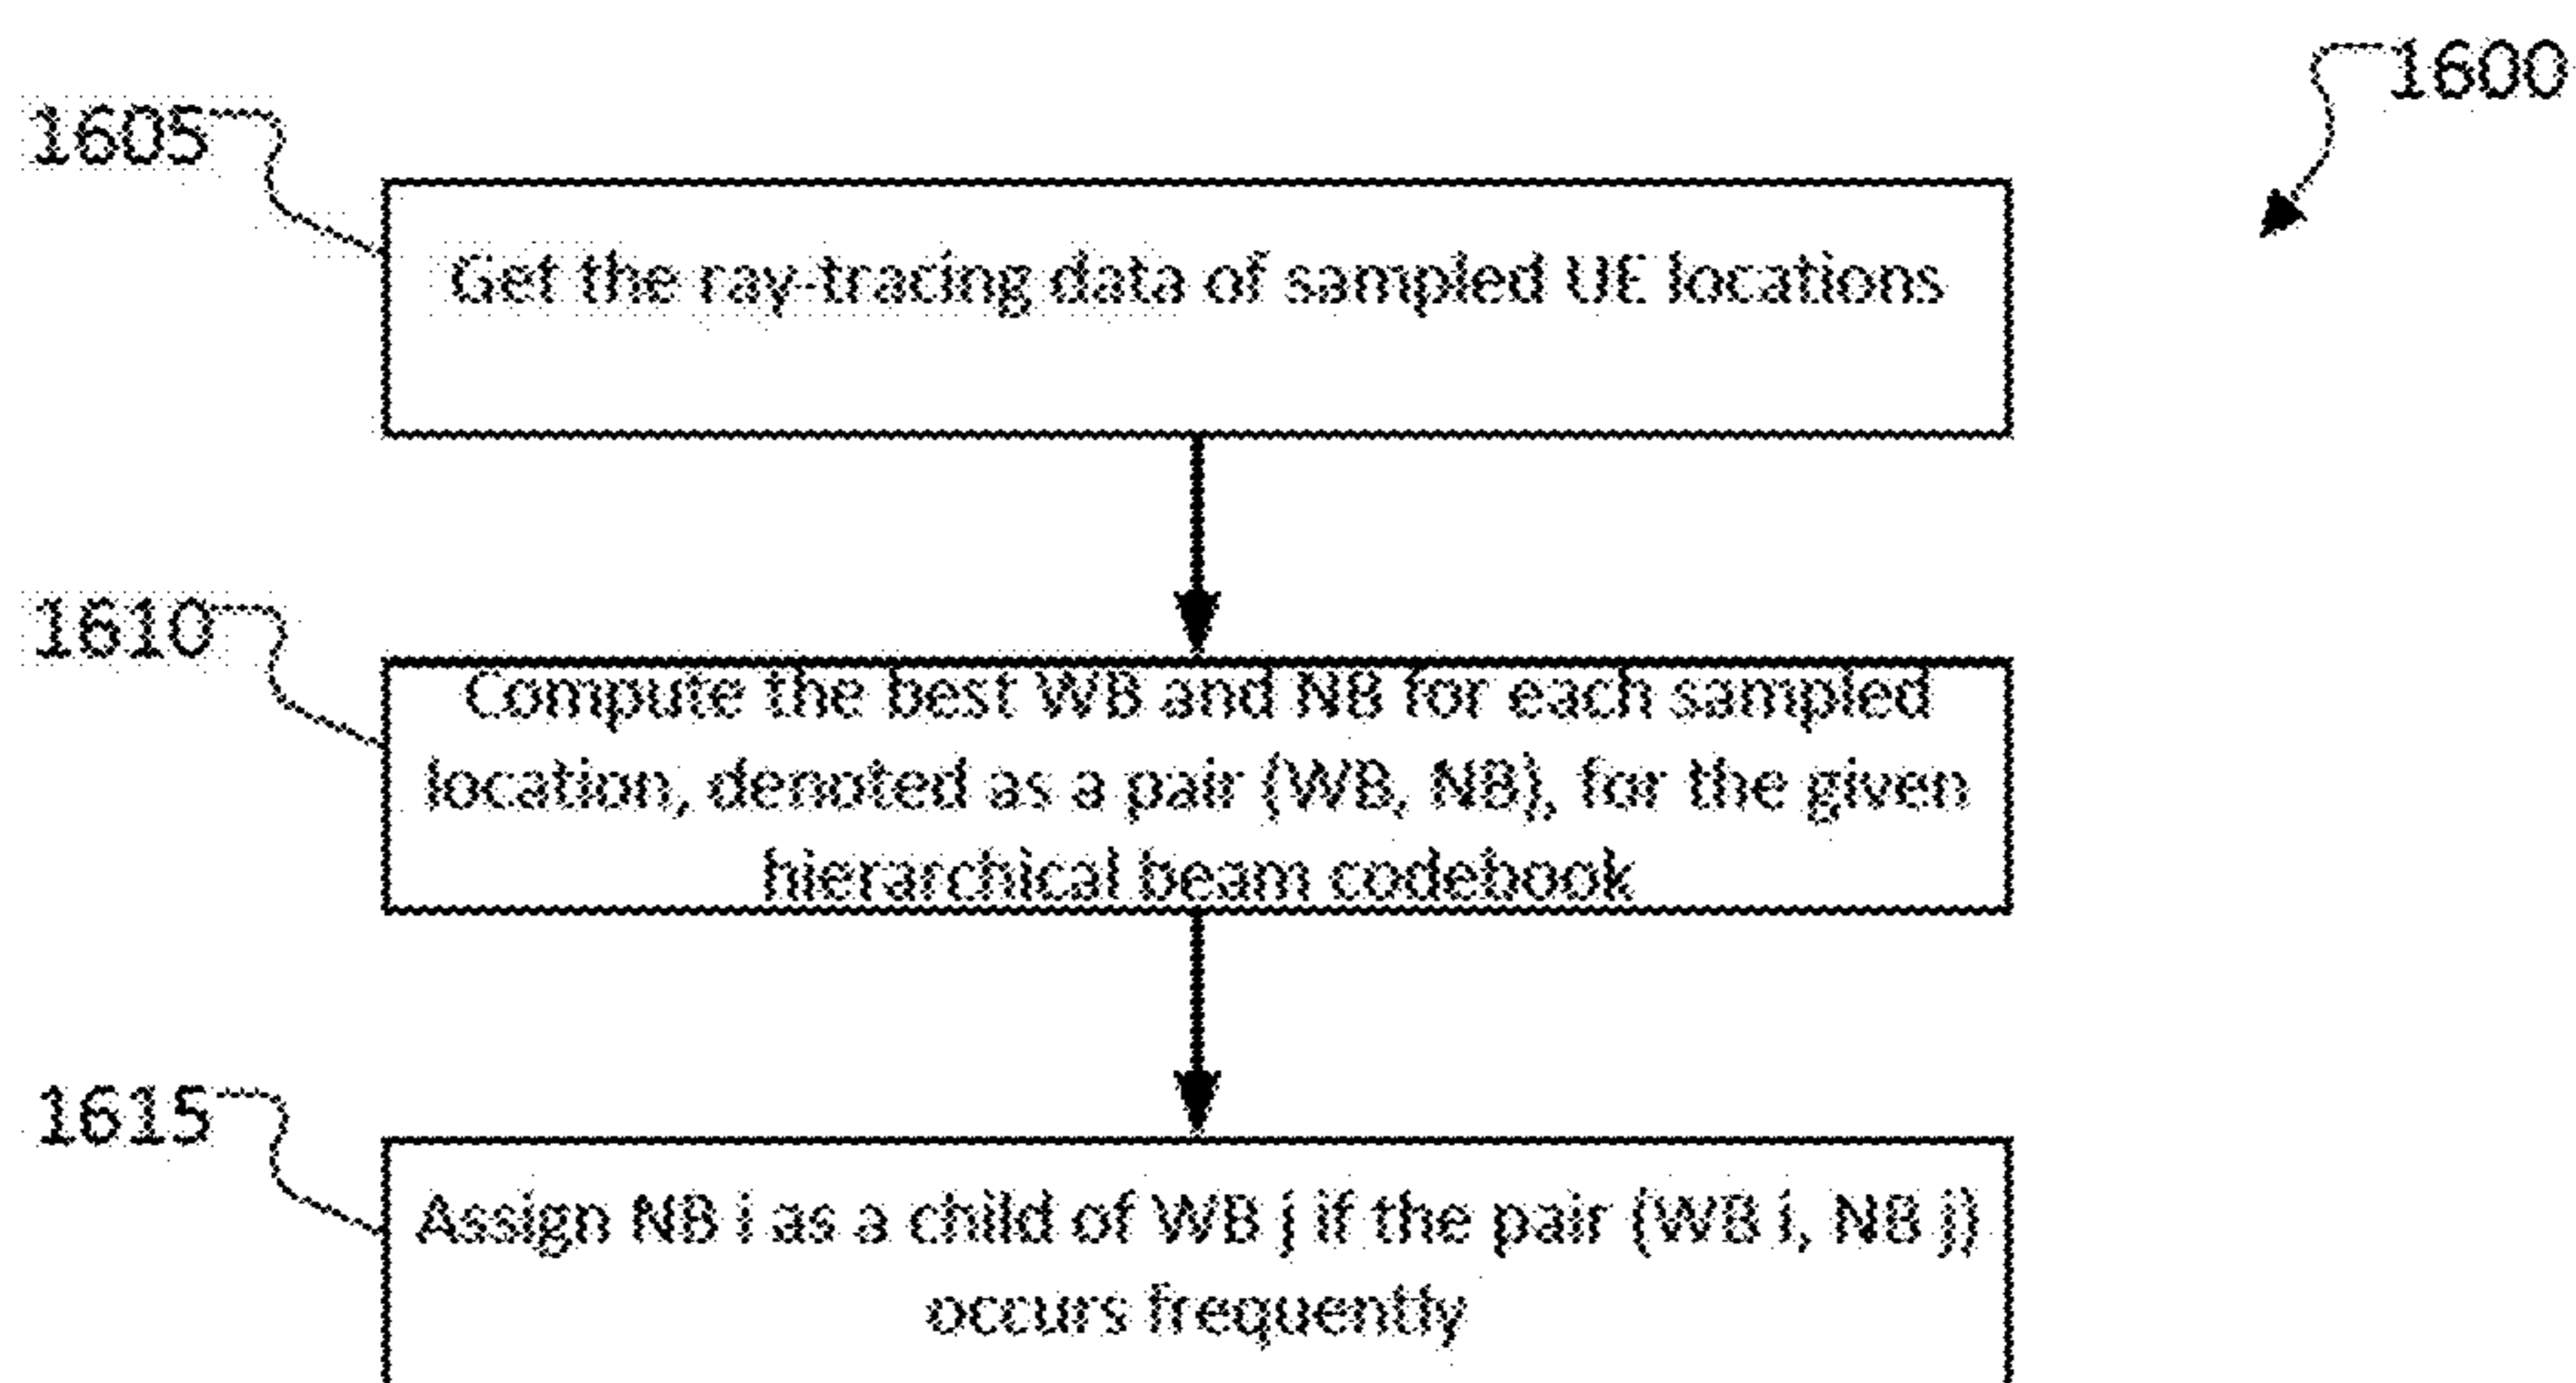 1600
1605
Get the ray-tracing data of sampled UE locations
1610
Compute the best WB and NB for each sampled
location, denoted as a pair (WB, NB), for the given
hierarchical beam codebook
1615
Assign NB i as a child of WB j if the pair (WB i, NB j)
occurs frequently